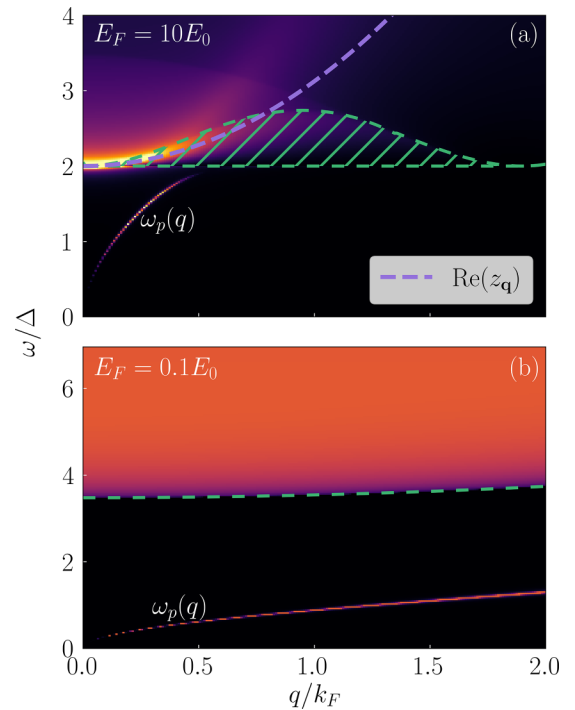 E_F = 10E_0
(a)
4
3
2
1
0
ω_p(q)
Re(z_q)
ω/Δ
E_F = 0.1E_0
(b)
6
4
2
0
ω_p(q)
0.0 0.5 1.0 1.5 2.0
q/k_F